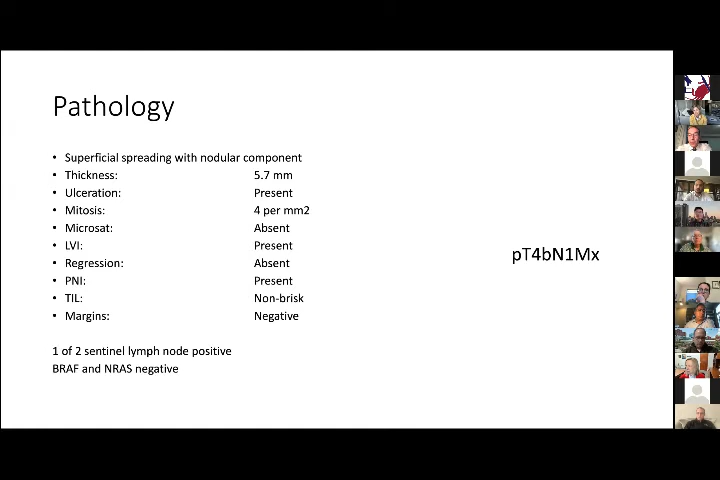 Pathology
• Superficial spreading with nodular component
• Thickness: 5.7 mm
• Ulceration: Present
• Mitosis: 4 per mm2
• Microsat: Absent
• LVI: Present
• Regression: Absent
• PNI: Present
• TIL: Non-brisk
• Margins: Negative
1 of 2 sentinel lymph node positive
BRAF and NRAS negative
pT4bN1Mx